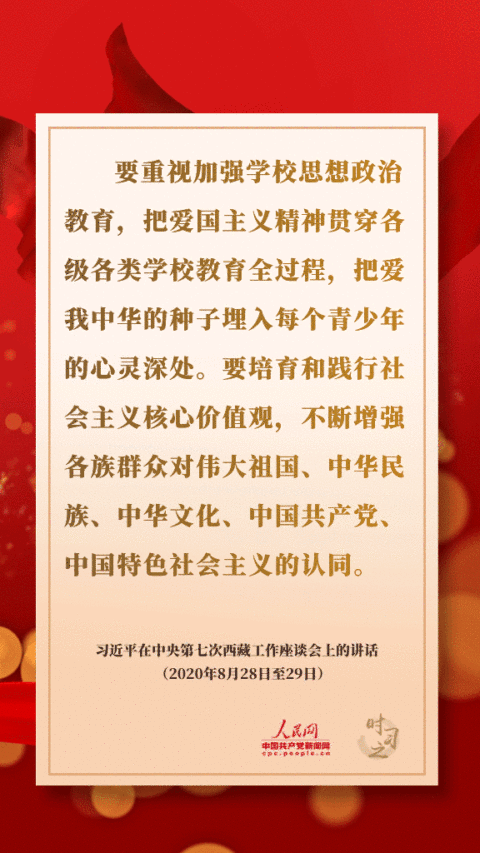 要重视加强学校思想政治
教育，把爱国主义精神贯穿各
级各类学校教育全过程，把爱
我中华的种子埋入每个青少年
的心灵深处。要培育和践行社
会主义核心价值观，不断增强
各族群众对伟大祖国、中华民
族、中华文化、中国共产党、
中国特色社会主义的认同。
习近平在中央第七次西藏工作座谈会上的讲话
（2020年8月28日至29日）
人民网
中国共产党新闻网
cpc.people.cn
时习之